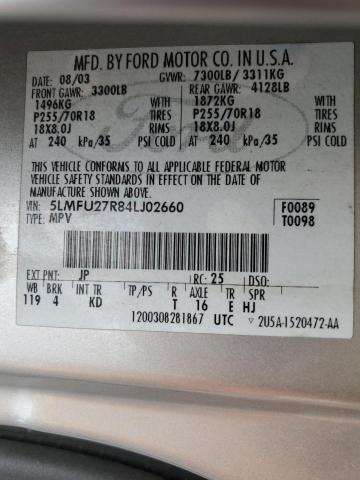 MFD. BY FORD MOTOR CO. IN U.S.A.
DATE: 08/03 GVWR: 7300LB/ 3311KG
FRONT GAWR: 3300LB REAR GAWR: 4128LB
1496KG WITH 1872KG WITH
P255/70R18 TIRES P255/70R18 TIRES
18X8.0J RIMS 18X8.0J RIMS
AT 240 kPa/35 PSI COLD AT 240 kPa/35 PSI COLD
THIS VEHICLE CONFORMS TO ALL APPLICABLE FEDERAL MOTOR
VEHICLE SAFETY STANDARDS IN EFFECT ON THE DATE OF
MANUFACTURE SHOWN ABOVE.
VIN: 5LMFU27R84LJ02660 F0089
TYPE: MPV T0098
EXT PNT: JP RC: 25 DSO:
WB BRK INT TR TP/PS R AXLE TR SPR
119 4 KD T 16 E HJ
1200308281867 UTC 2U5A-1520472-AA
Ford